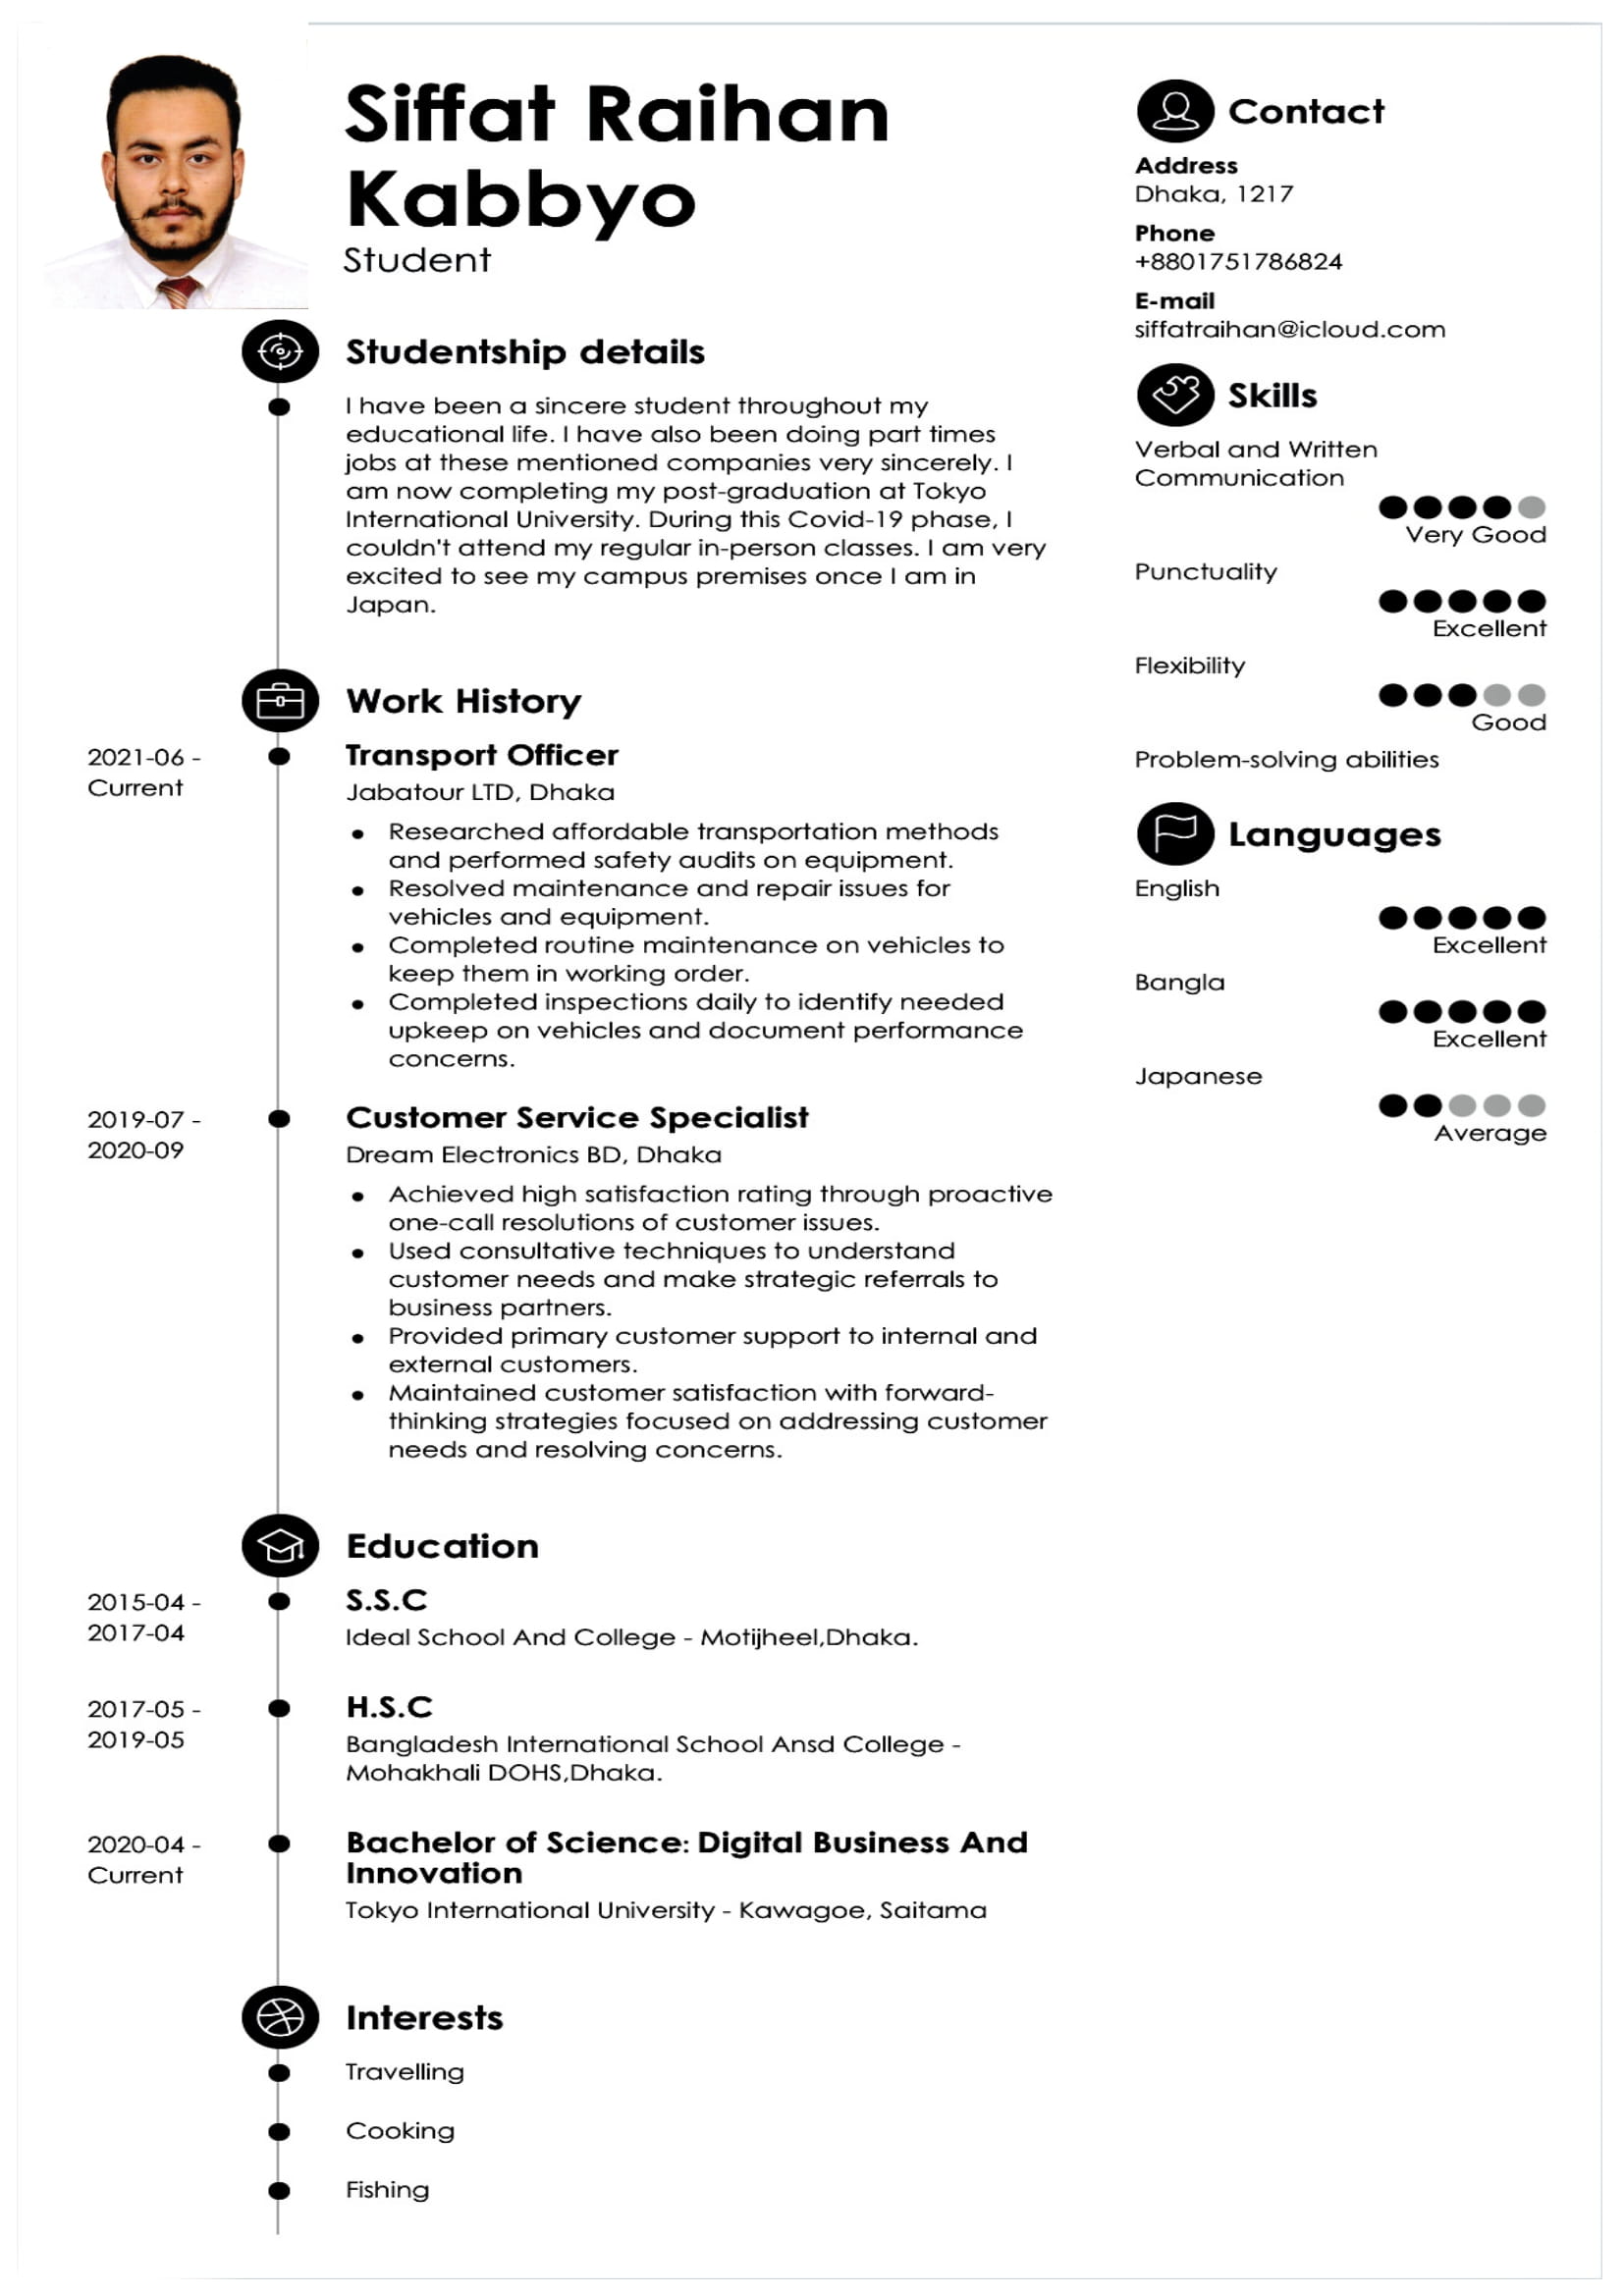 Siffat Raihan
Kabbyo
Student
Studentship details
I have been a sincere student throughout my
educational life. I have also been doing part times
jobs at these mentioned companies very sincerely. I
am now completing my post-graduation at Tokyo
International University. During this Covid-19 phase, I
couldn't attend my regular in-person classes. I am very
excited to see my campus premises once I am in
Japan.
Work History
2021-06 -
Current
Transport Officer
Jabatour LTD, Dhaka
• Researched affordable transportation methods
and performed safety audits on equipment.
• Resolved maintenance and repair issues for
vehicles and equipment.
• Completed routine maintenance on vehicles to
keep them in working order.
• Completed inspections daily to identify needed
upkeep on vehicles and document performance
concerns.
2019-07 -
2020-09
Customer Service Specialist
Dream Electronics BD, Dhaka
• Achieved high satisfaction rating through proactive
one-call resolutions of customer issues.
• Used consultative techniques to understand
customer needs and make strategic referrals to
business partners.
• Provided primary customer support to internal and
external customers.
• Maintained customer satisfaction with forward-
thinking strategies focused on addressing customer
needs and resolving concerns.
Education
2015-04 -
2017-04
S.S.C
Ideal School And College - Motijheel,Dhaka.
2017-05 -
2019-05
H.S.C
Bangladesh International School Ansd College -
Mohakhali DOHS,Dhaka.
2020-04 -
Current
Bachelor of Science: Digital Business And
Innovation
Tokyo International University - Kawagoe, Saitama
Interests
Travelling
Cooking
Fishing
Contact
Address
Dhaka, 1217
Phone
+8801751786824
E-mail
siffatraihan@icloud.com
Skills
Verbal and Written
Communication
Very Good
Punctuality
Excellent
Flexibility
Good
Problem-solving abilities
Languages
English
Excellent
Bangla
Excellent
Japanese
Average